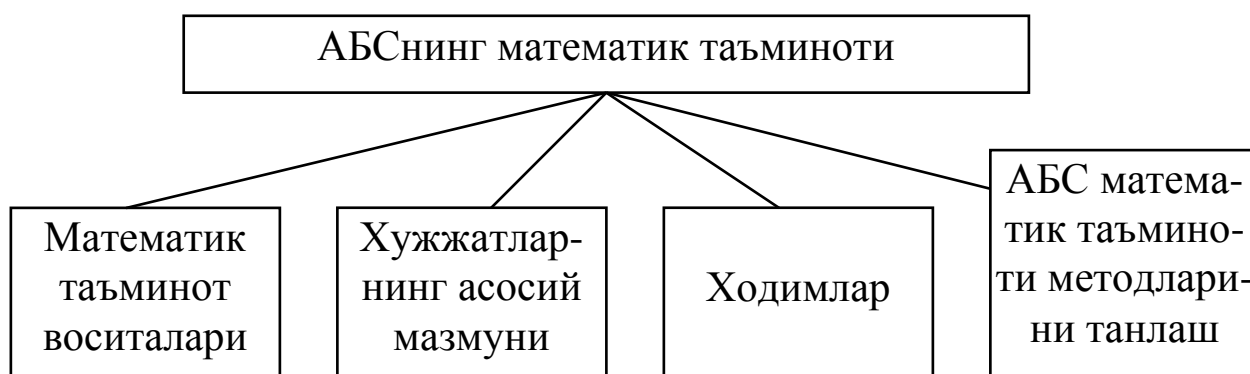 АБСнинг математик таъминоти
Математик
таъминот
воситалари
Хужжатлар-
нинг асосий
мазмуни
Ходимлар
АБС матема-
тик таъмино-
ти методлари-
ни танлаш